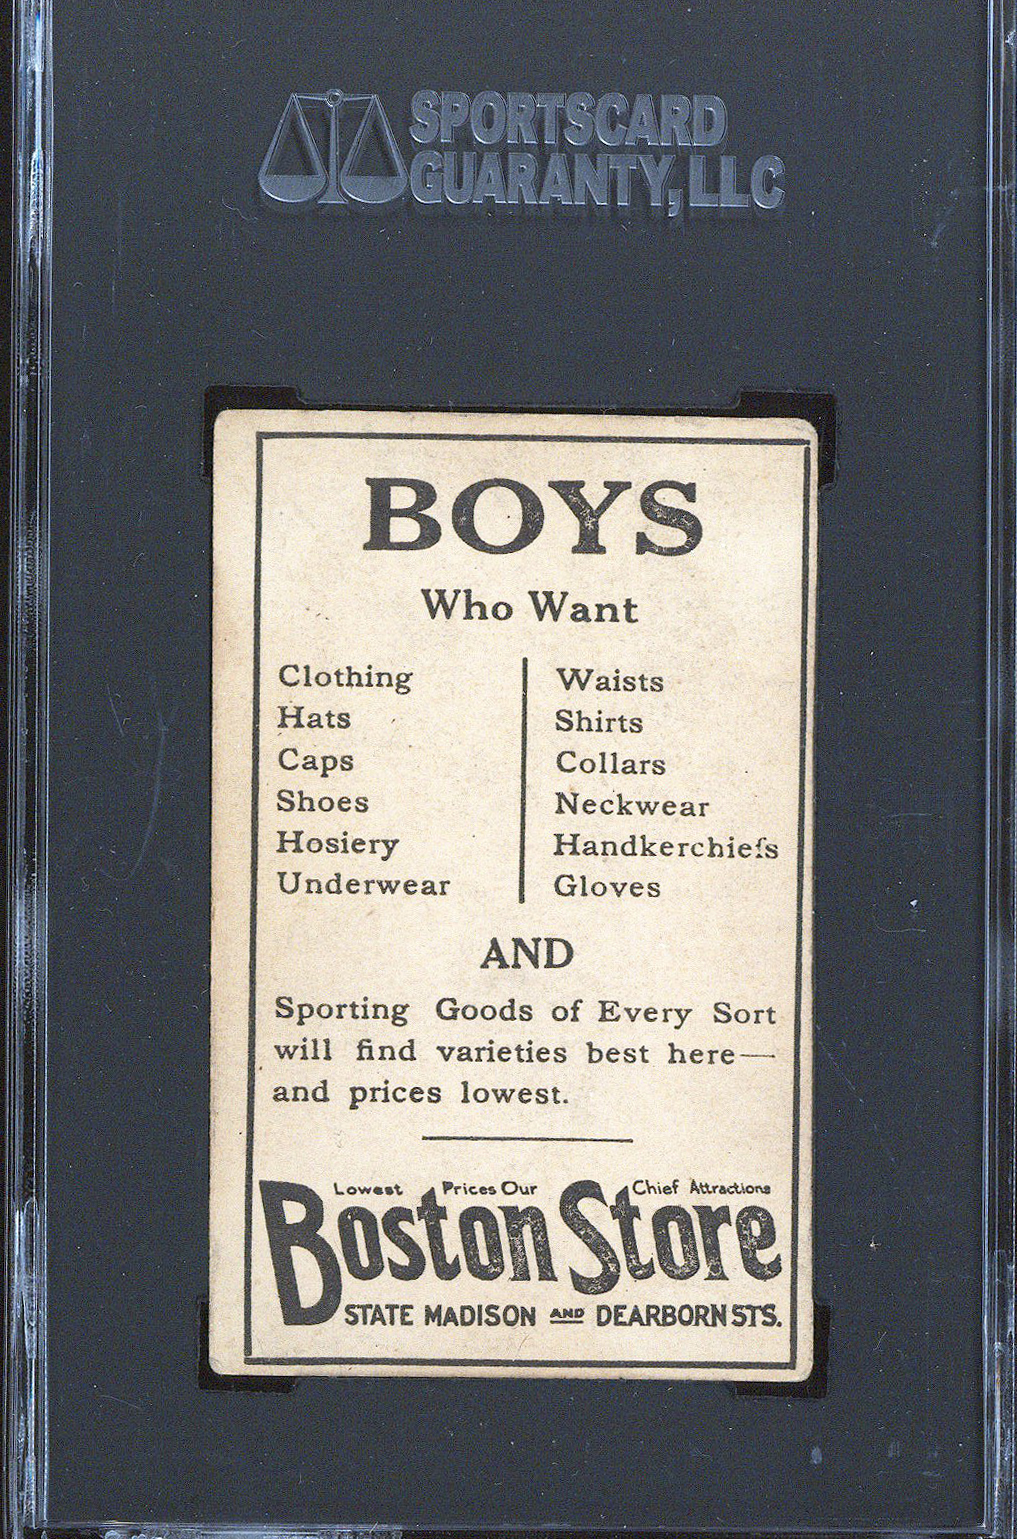 SPORTSCARD
GUARANTY, LLC
BOYS
Who Want
Clothing
Hats
Caps
Shoes
Hosiery
Underwear
Waists
Shirts
Collars
Neckwear
Handkerchiefs
Gloves
AND
Sporting Goods of Every Sort
will find varieties best here—
and prices lowest.
Lowest Prices Our Chief Attractions
Boston Store
STATE MADISON AND DEARBORN STS.